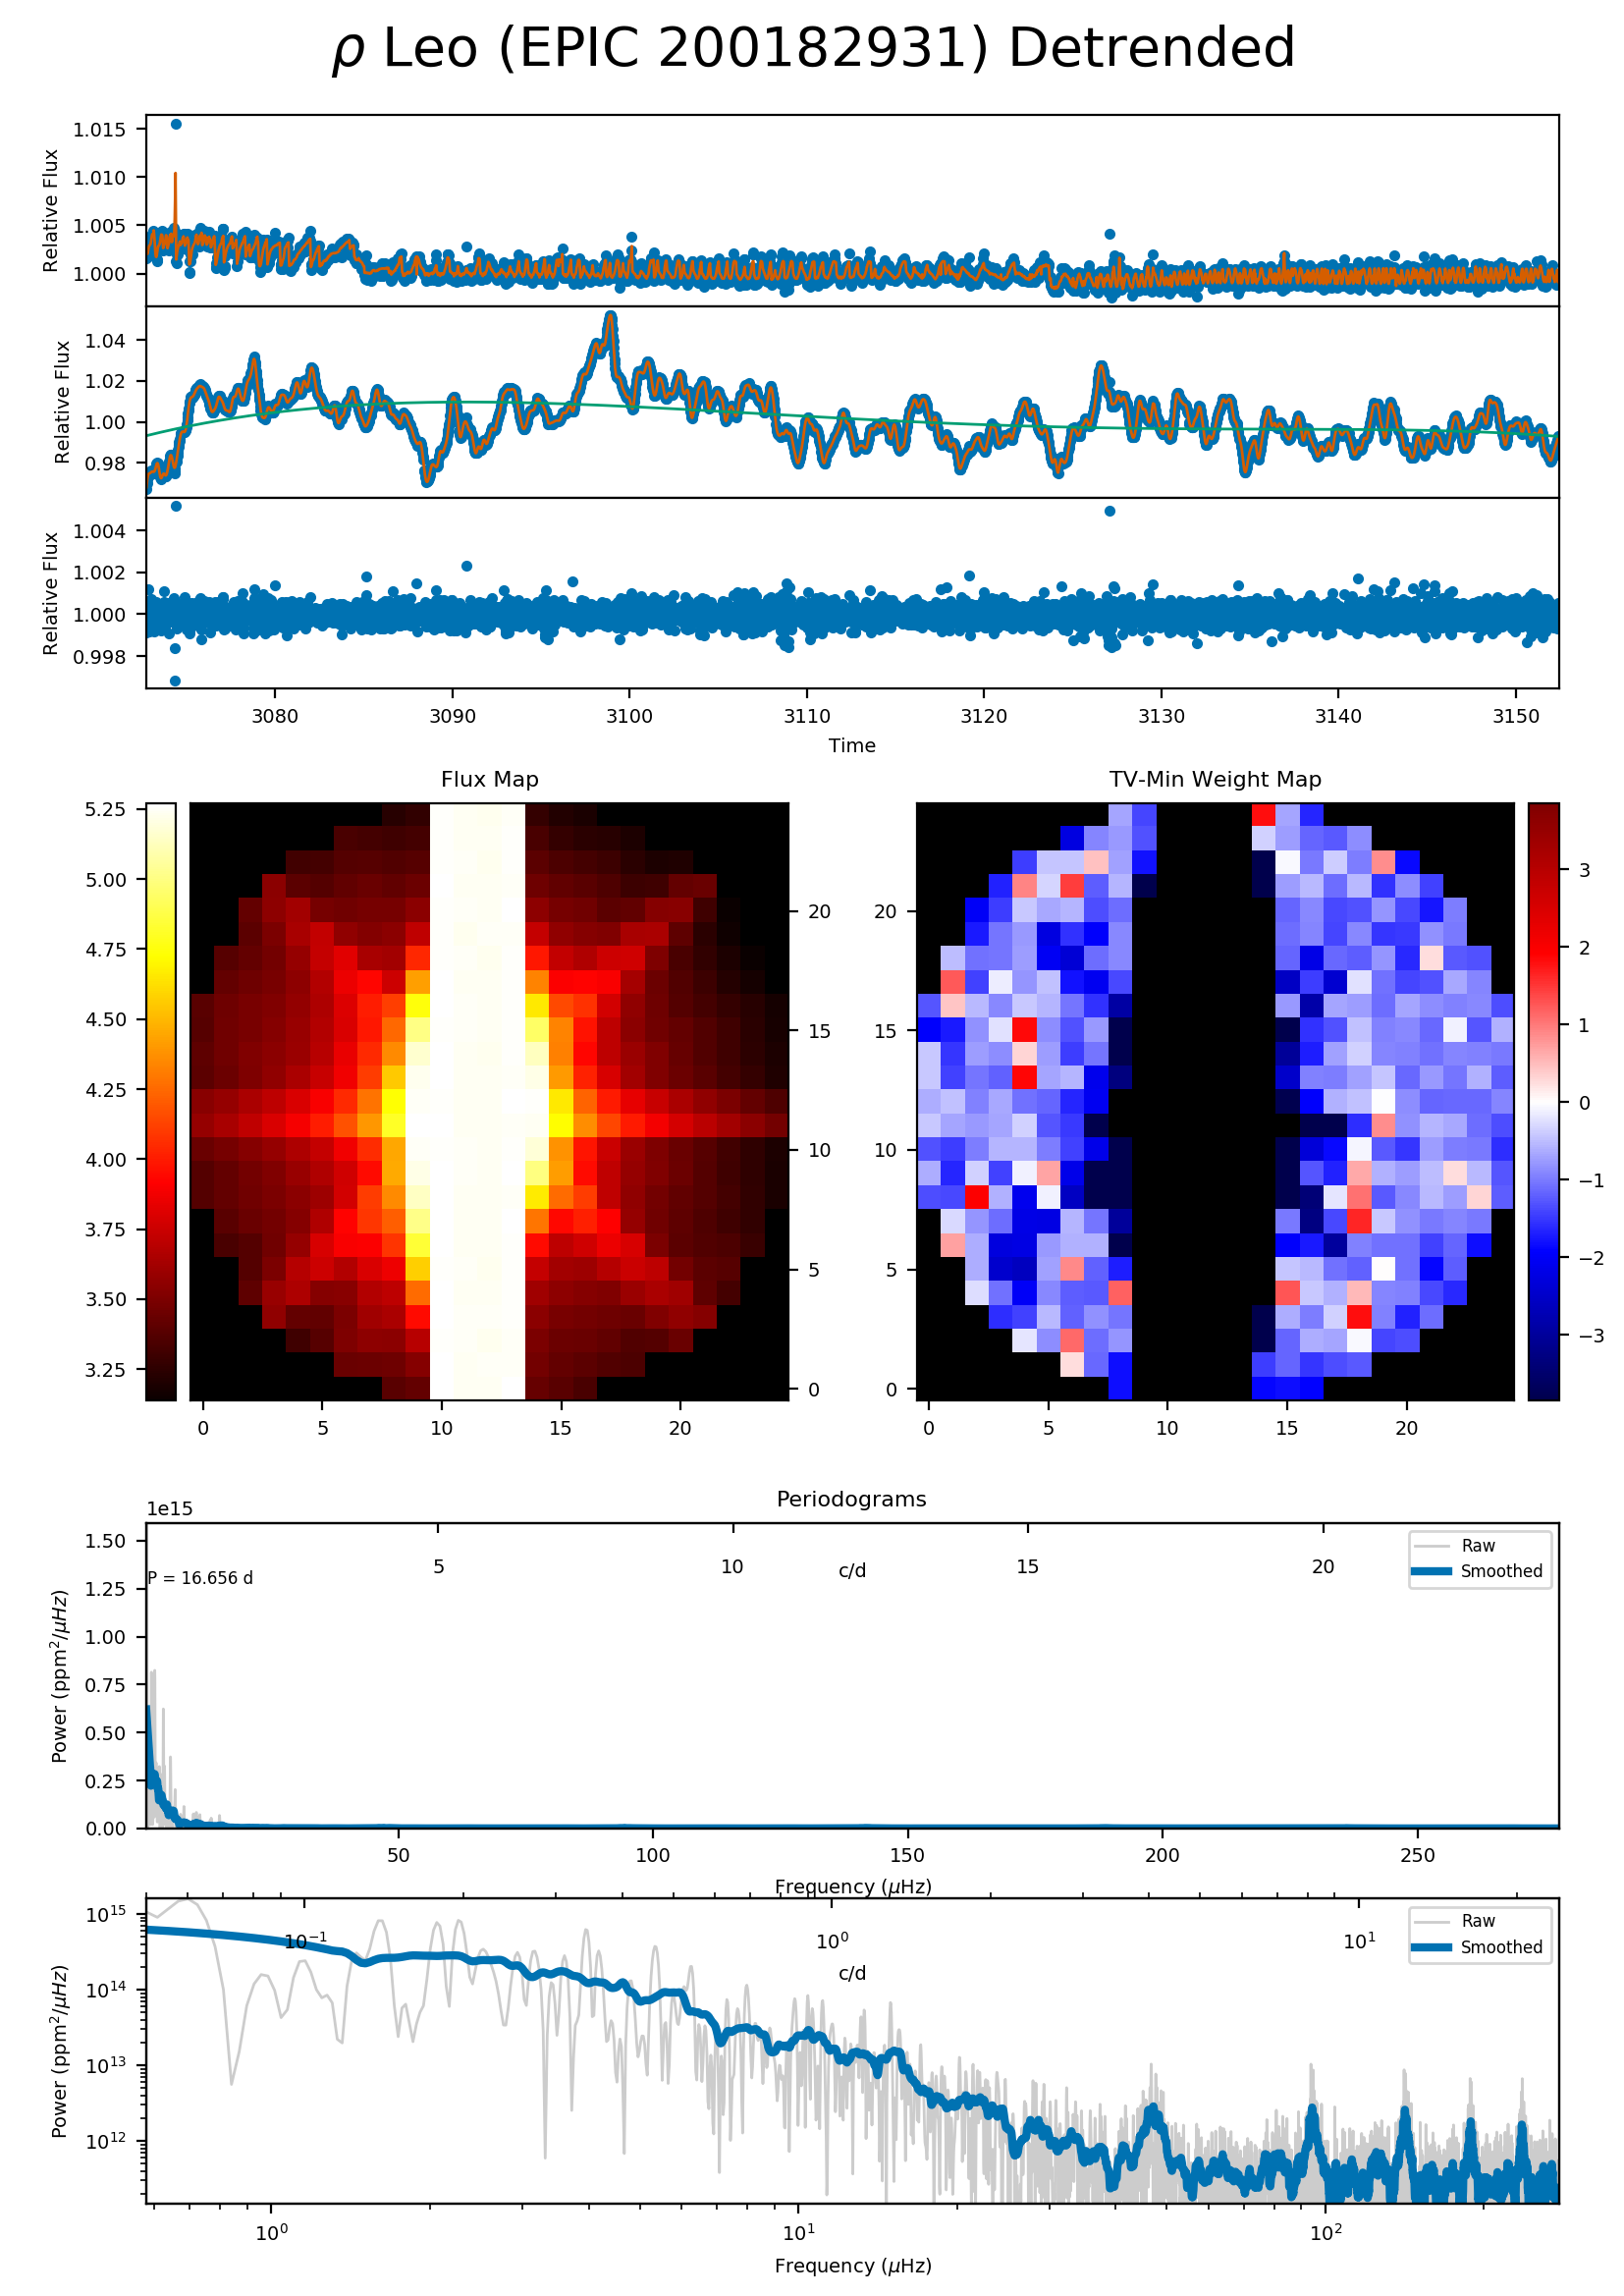 ρ Leo (EPIC 200182931) Detrended
Relative Flux
1.015
1.010
1.005
1.000
Relative Flux
1.04
1.02
1.00
0.98
Relative Flux
1.004
1.002
1.000
0.998
3080 3090 3100 3110 3120 3130 3140 3150
Time
Flux Map
5.25
5.00
4.75
4.50
4.25
4.00
3.75
3.50
3.25
20
15
10
5
0
0 5 10 15 20
TV-Min Weight Map
20
15
10
5
0
0 5 10 15 20
3
2
1
0
−1
−2
−3
Periodograms
1e15
Power (ppm²/μHz)
1.50
1.25
1.00
0.75
0.50
0.25
0.00
5 10 15 20
c/d
P = 16.656 d
Raw
Smoothed
50 100 150 200 250
Frequency (μHz)
Power (ppm²/μHz)
10¹⁵
10¹⁴
10¹³
10¹²
10⁻¹ 10⁰ 10¹
c/d
Raw
Smoothed
10⁰ 10¹ 10²
Frequency (μHz)